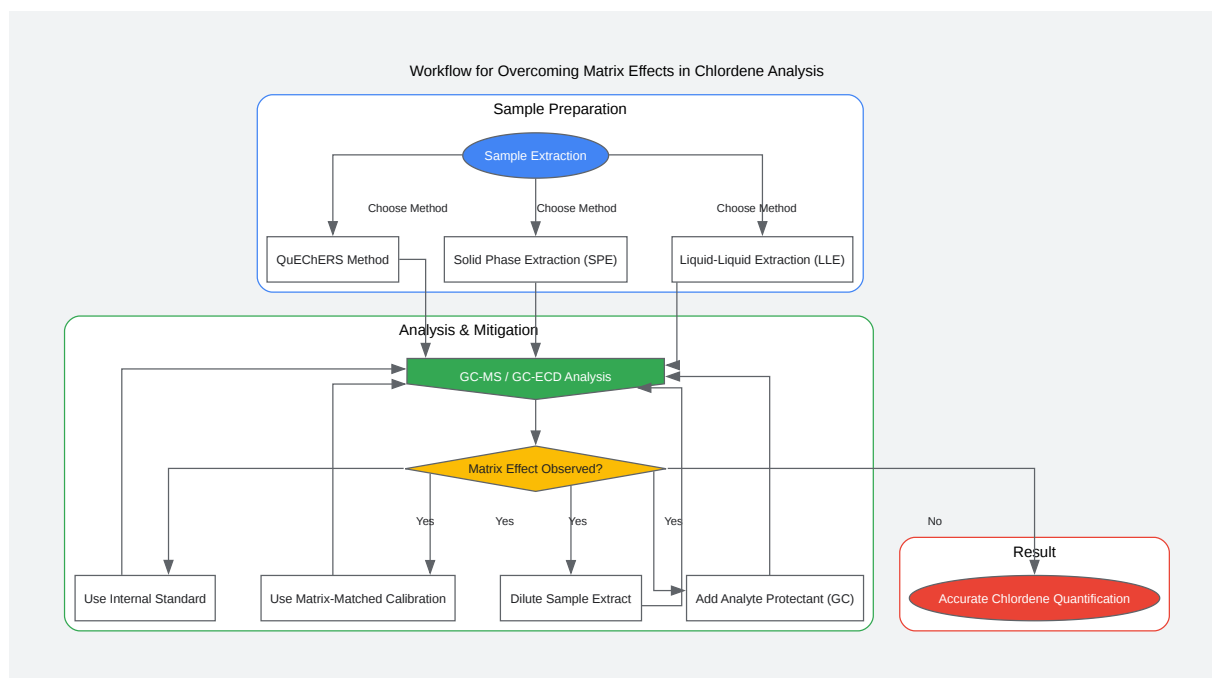 Workflow for Overcoming Matrix Effects in Chlordene Analysis
Sample Preparation
Sample Extraction
Choose Method
Choose Method
Choose Method
QuEChERS Method
Solid Phase Extraction (SPE)
Liquid-Liquid Extraction (LLE)
Analysis & Mitigation
GC-MS / GC-ECD Analysis
Matrix Effect Observed?
Yes
Yes
Yes
Yes
No
Result
Use Internal Standard
Use Matrix-Matched Calibration
Dilute Sample Extract
Add Analyte Protectant (GC)
Accurate Chlordene Quantification